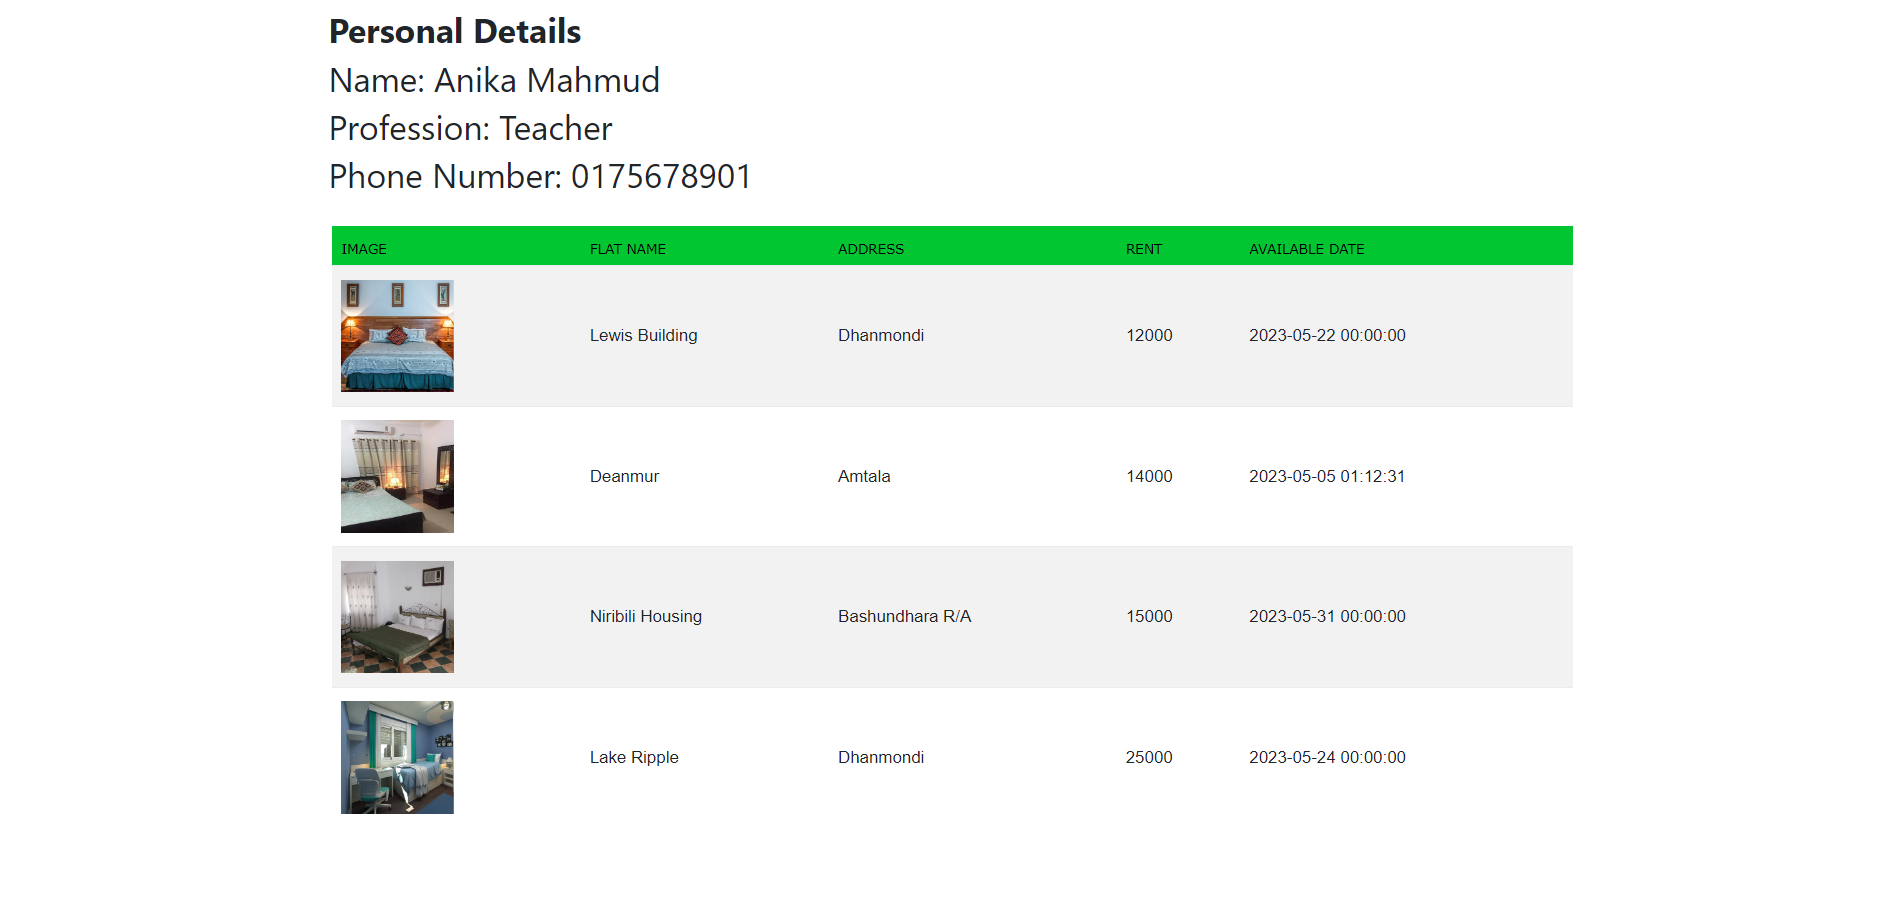 Personal Details
Name: Anika Mahmud
Profession: Teacher
Phone Number: 0175678901
IMAGE FLAT NAME ADDRESS RENT AVAILABLE DATE
Lewis Building Dhanmondi 12000 2023-05-22 00:00:00
Deanmur Amtala 14000 2023-05-05 01:12:31
Niribili Housing Bashundhara R/A 15000 2023-05-31 00:00:00
Lake Ripple Dhanmondi 25000 2023-05-24 00:00:00